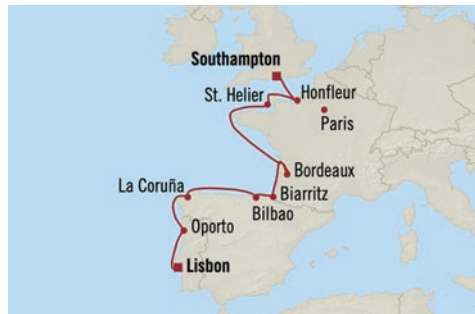 Southampton
Honfleur
St. Helier
Paris
Bordeaux
La Coruña
Biarritz
Bilbao
Oporto
Lisbon